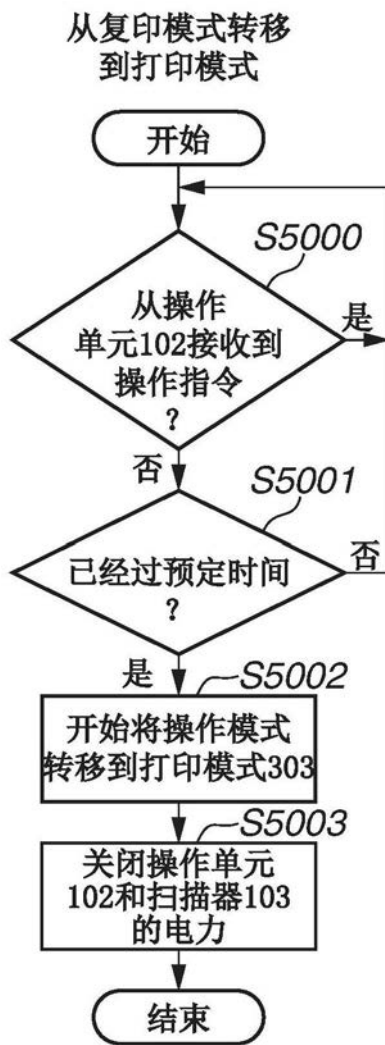 从复印模式转移
到打印模式
开始
S5000
从操作
单元102接收到
操作指令
?
是
否
S5001
已经过预定时间
?
否
是
S5002
开始将操作模式
转移到打印模式303
S5003
关闭操作单元
102和扫描器103
的电力
结束